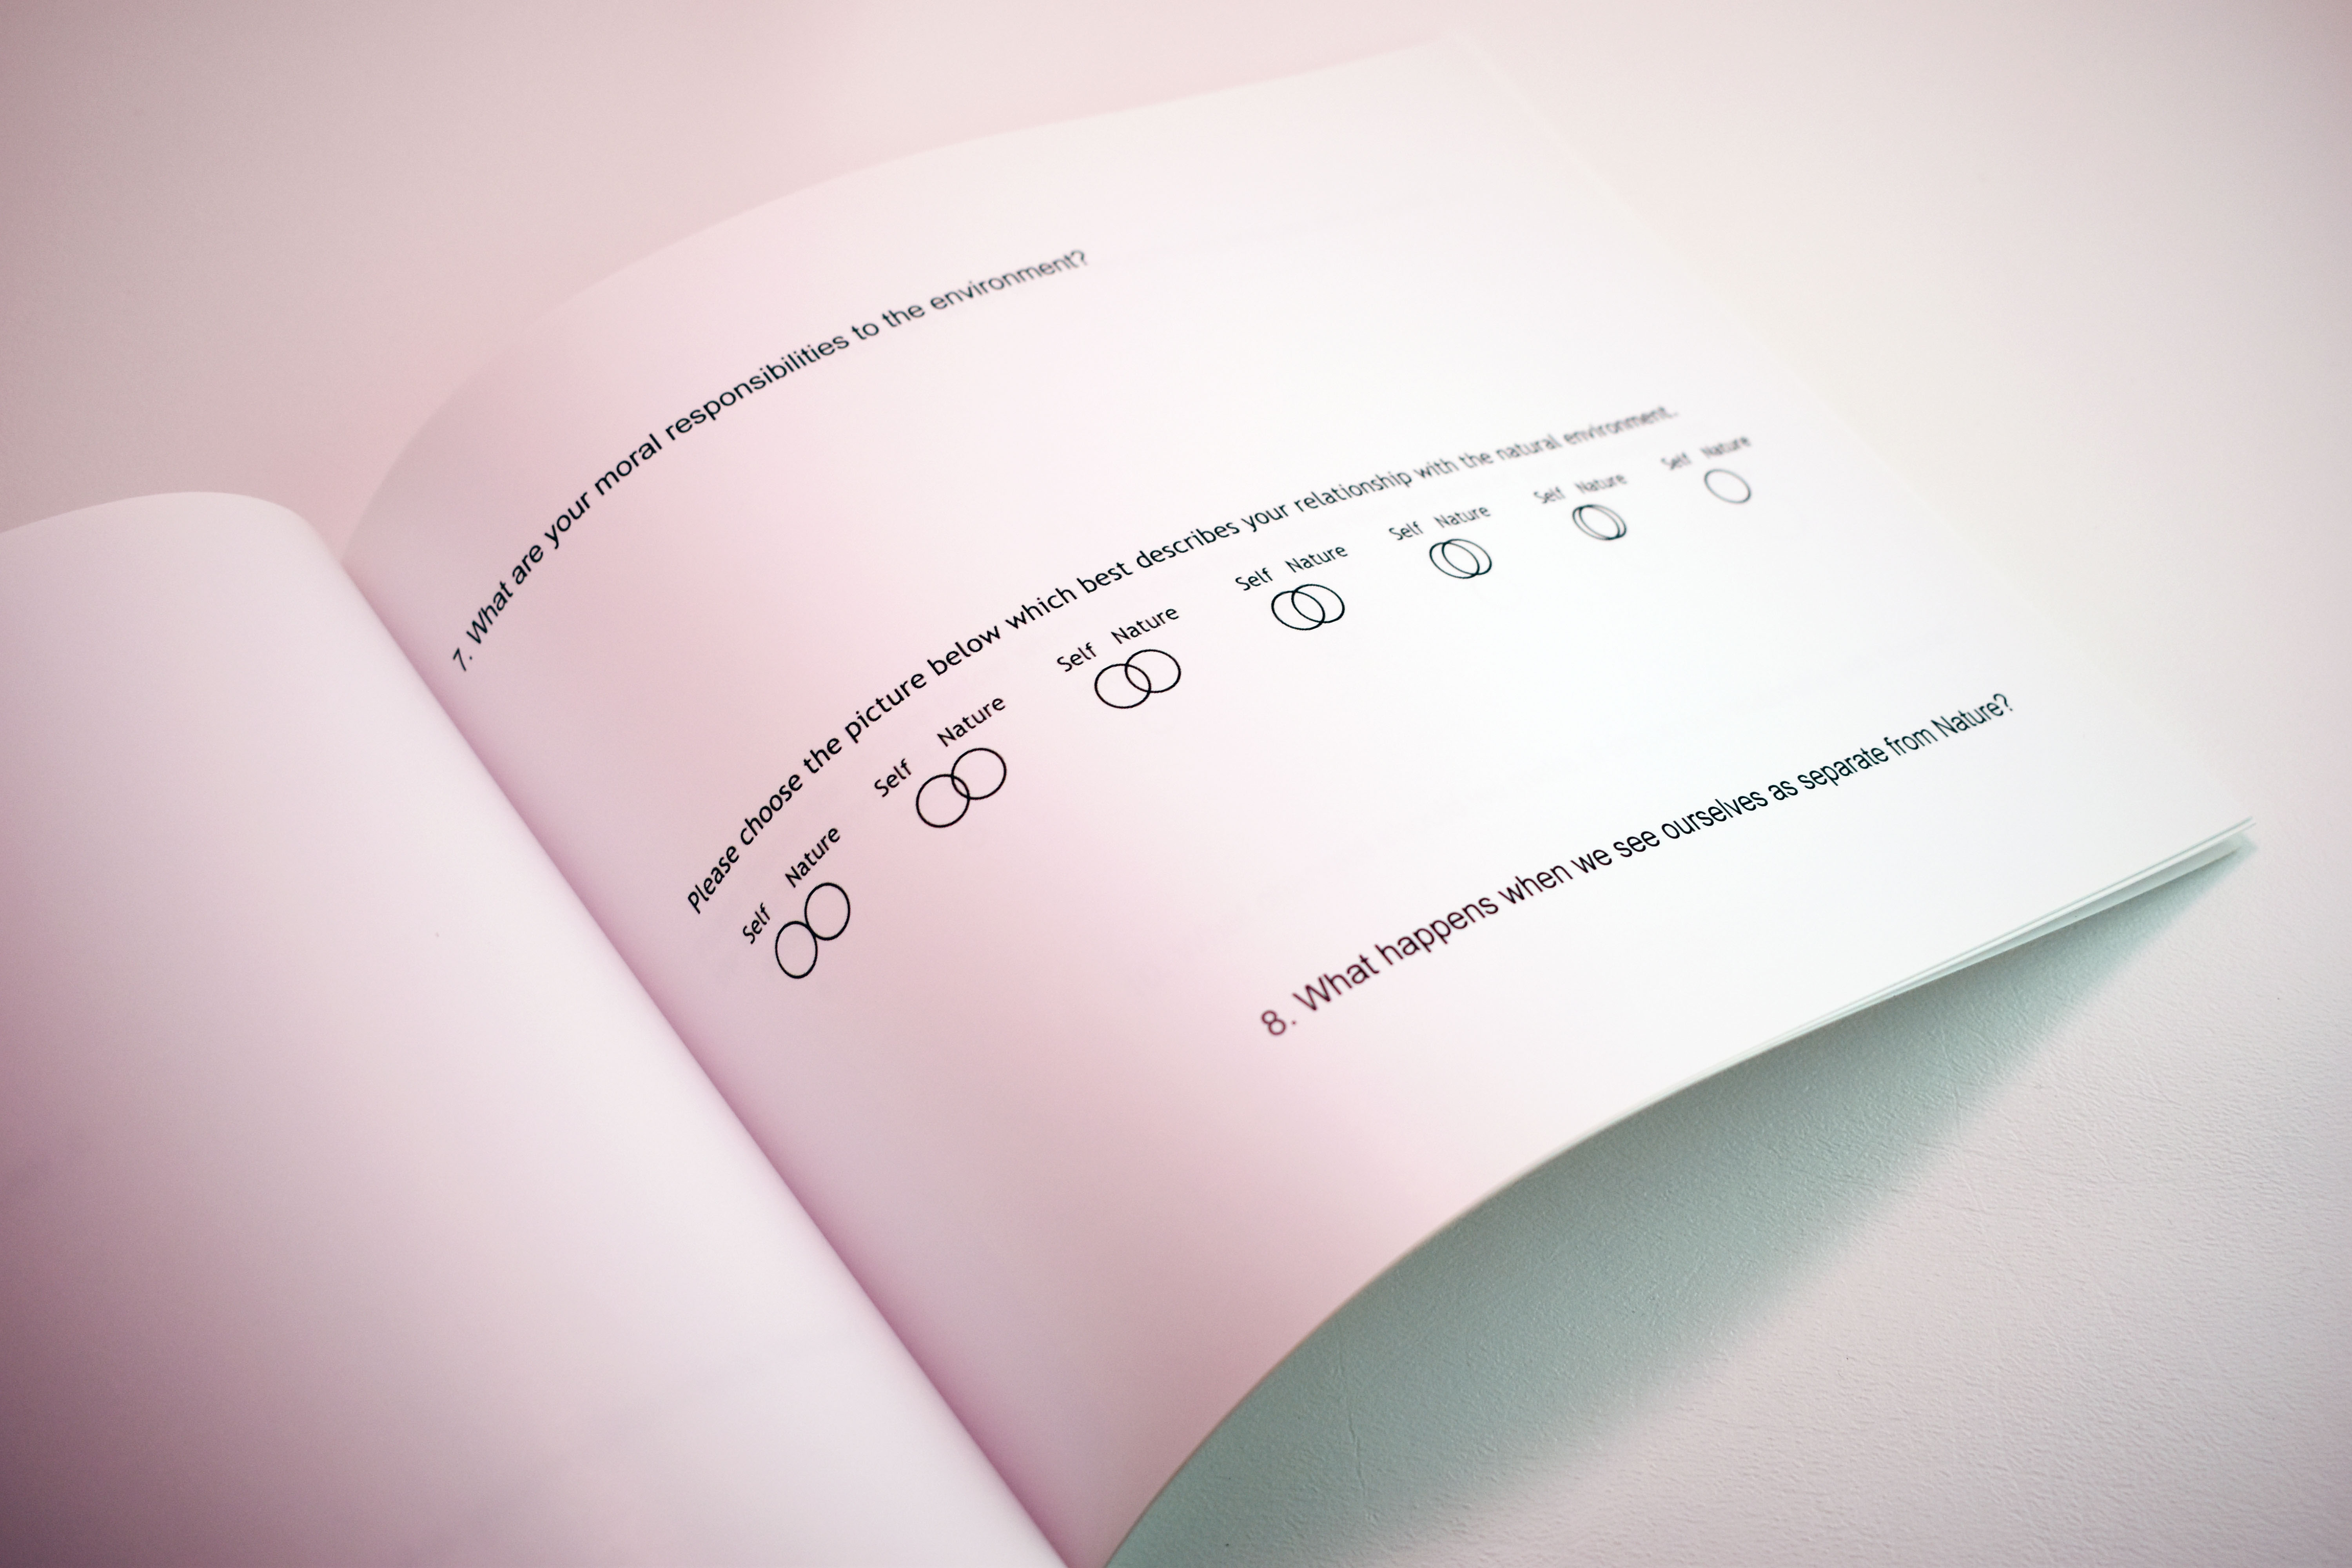 7. What are your moral responsibilities to the environment?
Please choose the picture below which best describes your relationship with the natural environment.
Self Nature Self Nature Self Nature Self Nature Self Nature Self Nature Self Nature
8. What happens when we see ourselves as separate from Nature?